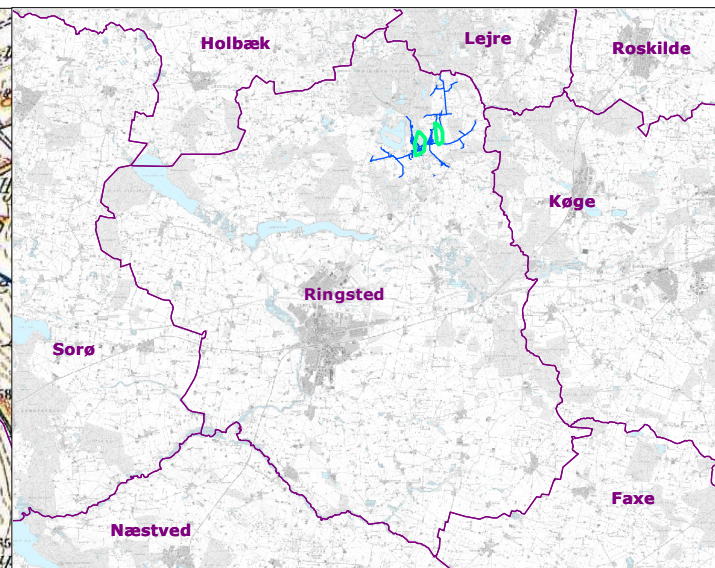 Holbæk
Lejre
Roskilde
Køge
Ringsted
Sorø
Faxe
Næstved